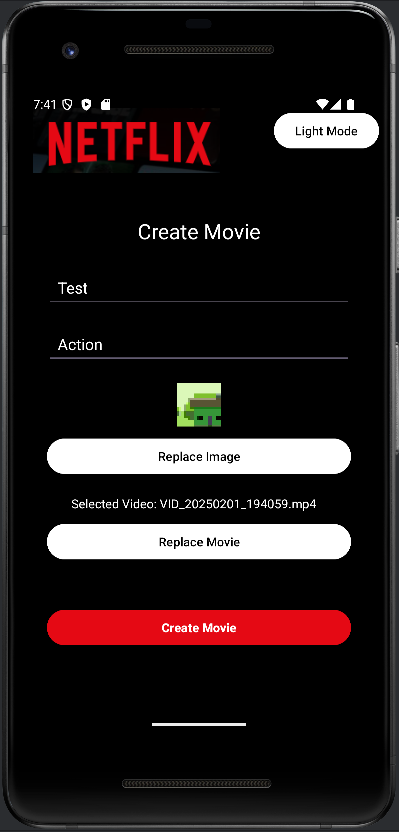 7:41
NETFLIX
Light Mode
Create Movie
Test
Action
Replace Image
Selected Video: VID_20250201_194059.mp4
Replace Movie
Create Movie